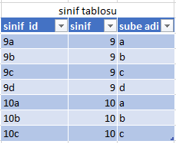 sinif tablosu
sinif_id sinif sube adi
9a 9 a
9b 9 b
9c 9 c
9d 9 d
10a 10 a
10b 10 b
10c 10 c